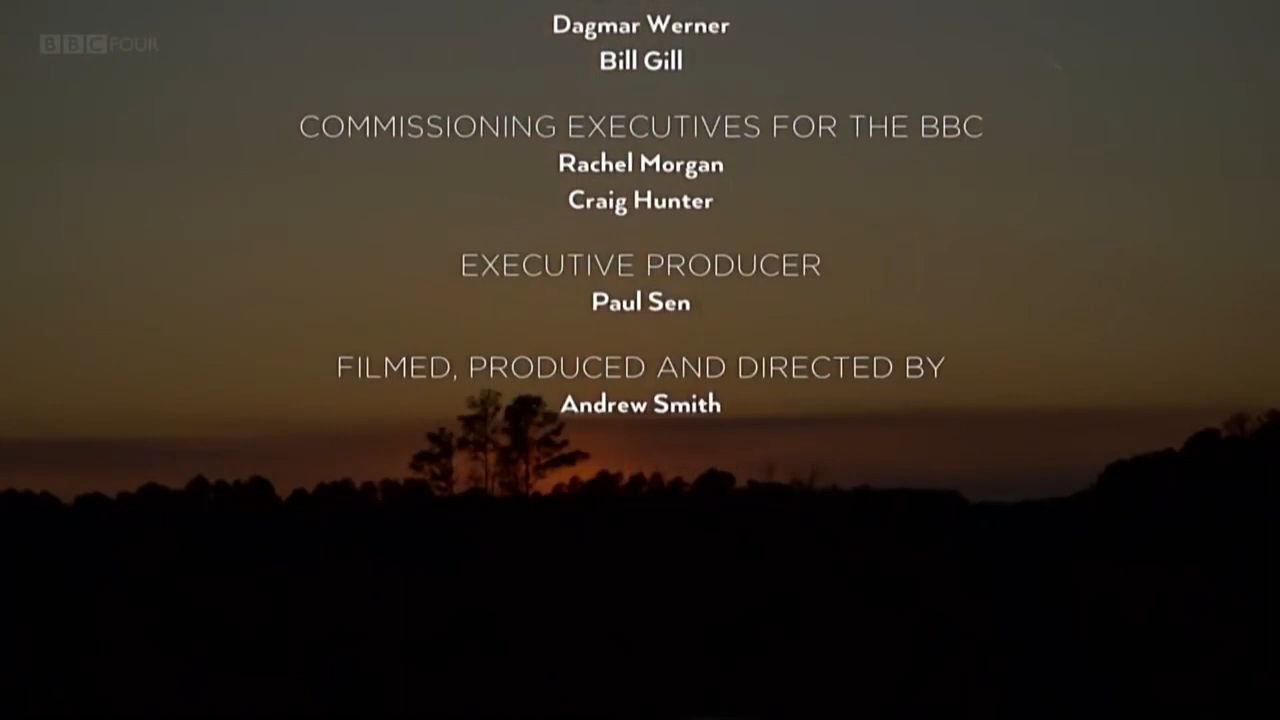 BBC FOUR
Dagmar Werner
Bill Gill
COMMISSIONING EXECUTIVES FOR THE BBC
Rachel Morgan
Craig Hunter
EXECUTIVE PRODUCER
Paul Sen
FILMED, PRODUCED AND DIRECTED BY
Andrew Smith